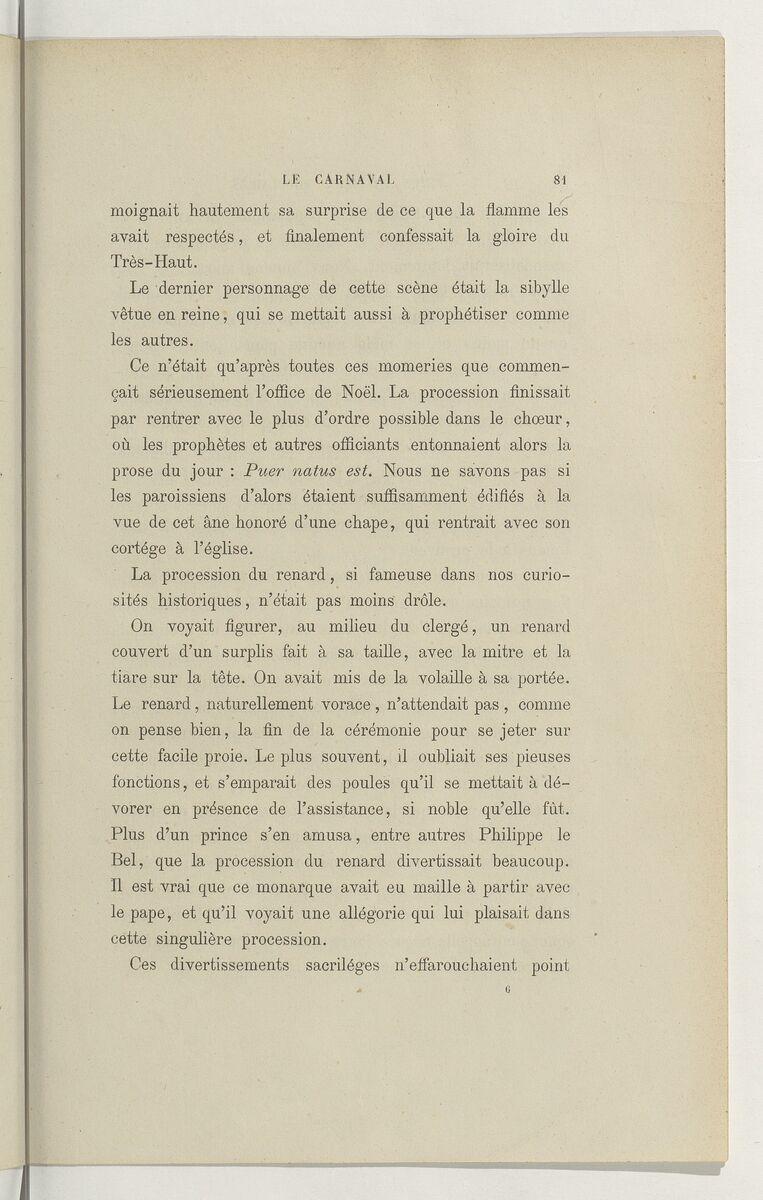 LE CARNAVAL 81
moignait hautement sa surprise de ce que la flamme les
avait respectés, et finalement confessait la gloire du
Très-Haut.
Le dernier personnage de cette scène était la sibylle
vêtue en reine, qui se mettait aussi à prophétiser comme
les autres.
Ce n'était qu'après toutes ces momeries que commen-
çait sérieusement l'office de Noël. La procession finissait
par rentrer avec le plus d'ordre possible dans le chœur,
où les prophètes et autres officiants entonnaient alors la
prose du jour : Puer natus est. Nous ne savons pas si
les paroissiens d'alors étaient suffisamment édifiés à la
vue de cet âne honoré d'une chape, qui rentrait avec son
cortége à l'église.
La procession du renard, si fameuse dans nos curio-
sités historiques, n'était pas moins drôle.
On voyait figurer, au milieu du clergé, un renard
couvert d'un surplis fait à sa taille, avec la mitre et la
tiare sur la tête. On avait mis de la volaille à sa portée.
Le renard, naturellement vorace, n'attendait pas, comme
on pense bien, la fin de la cérémonie pour se jeter sur
cette facile proie. Le plus souvent, il oubliait ses pieuses
fonctions, et s'emparait des poules qu'il se mettait à dé-
vorer en présence de l'assistance, si noble qu'elle fût.
Plus d'un prince s'en amusa, entre autres Philippe le
Bel, que la procession du renard divertissait beaucoup.
Il est vrai que ce monarque avait eu maille à partir avec
le pape, et qu'il voyait une allégorie qui lui plaisait dans
cette singulière procession.
Ces divertissements sacriléges n'effarouchaient point
6